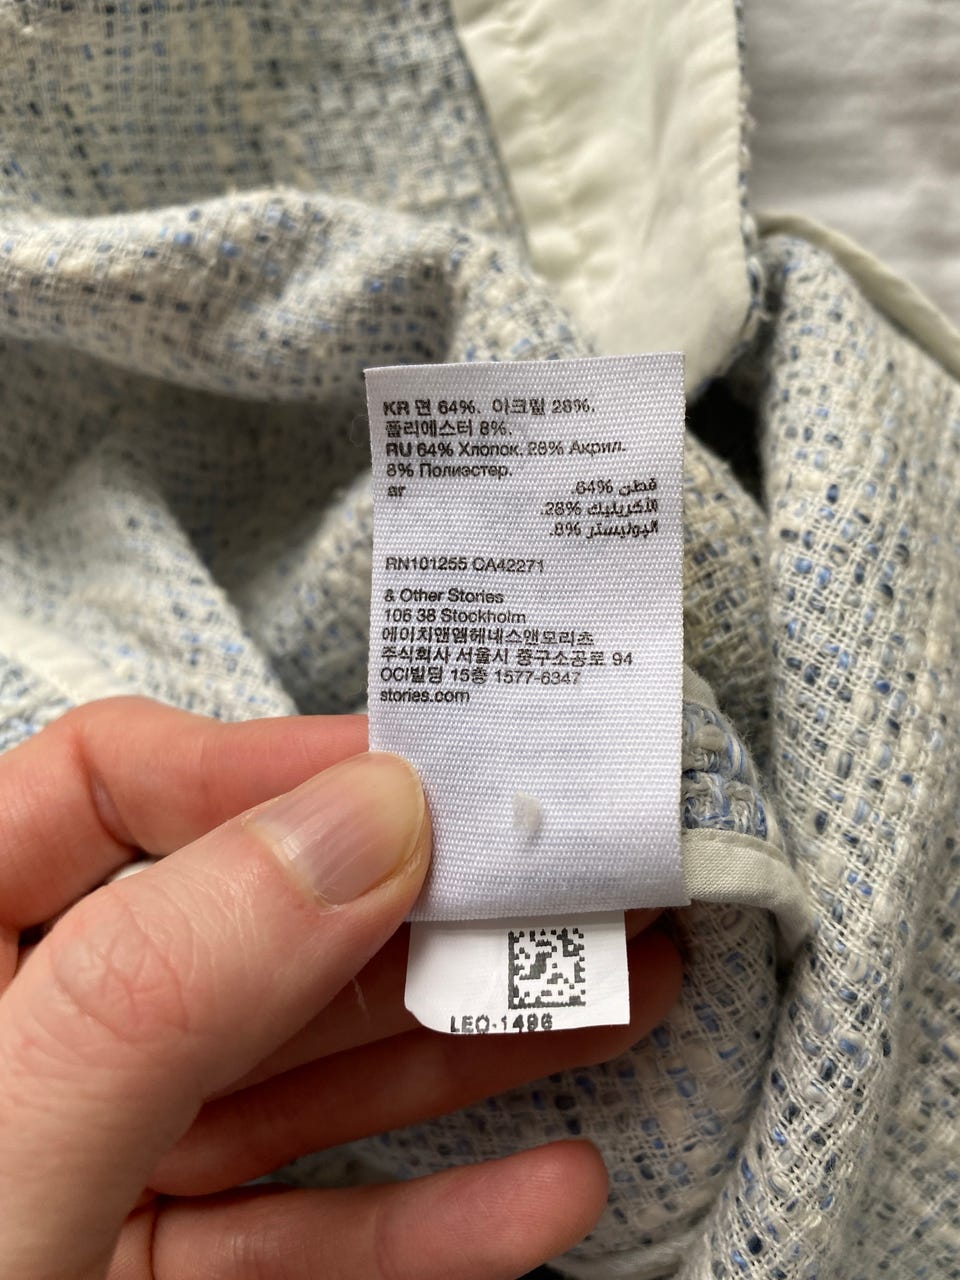 KR 면 64%. 아크릴 28%.
폴리에스터 8%.
RU 64% Хлопок. 28% Акрил.
8% Полиэстер.
ar
قطن 64%.
الأكريليك 28%.
البوليستر 8%.
RN101255 CA42271
& Other Stories
106 38 Stockholm
에이치앤엠헤네스앤모리츠
주식회사 서울시 중구소공로 94
OCI빌딩 15층 1577-6347
stories.com
LEO-1496